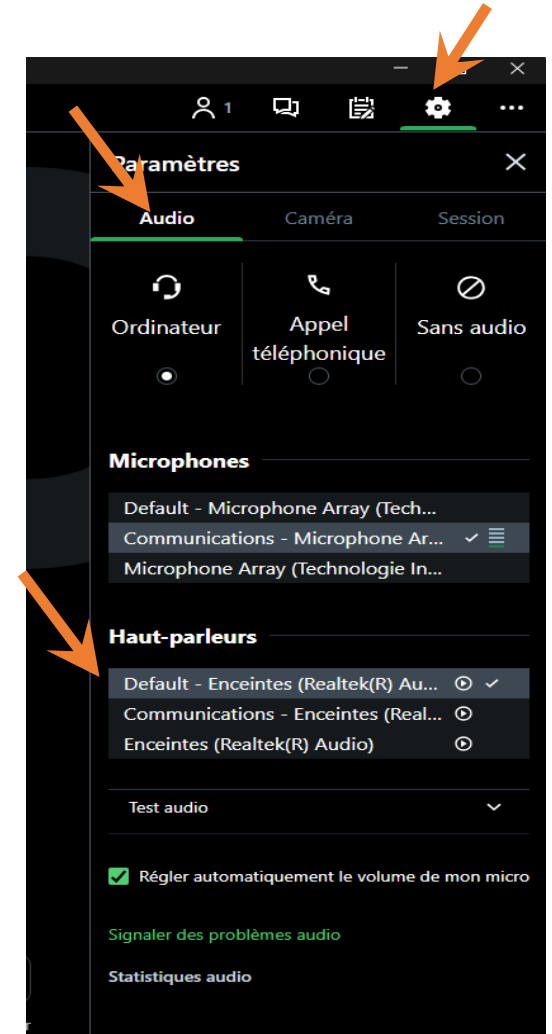 1
Paramètres
Audio Caméra Session
Ordinateur Appel téléphonique Sans audio
Microphones
Default - Microphone Array (Tech...
Communications - Microphone Ar...
Microphone Array (Technologie In...
Haut-parleurs
Default - Enceintes (Realtek(R) Au...
Communications - Enceintes (Real...
Enceintes (Realtek(R) Audio)
Test audio
Régler automatiquement le volume de mon micro
Signaler des problèmes audio
Statistiques audio
r